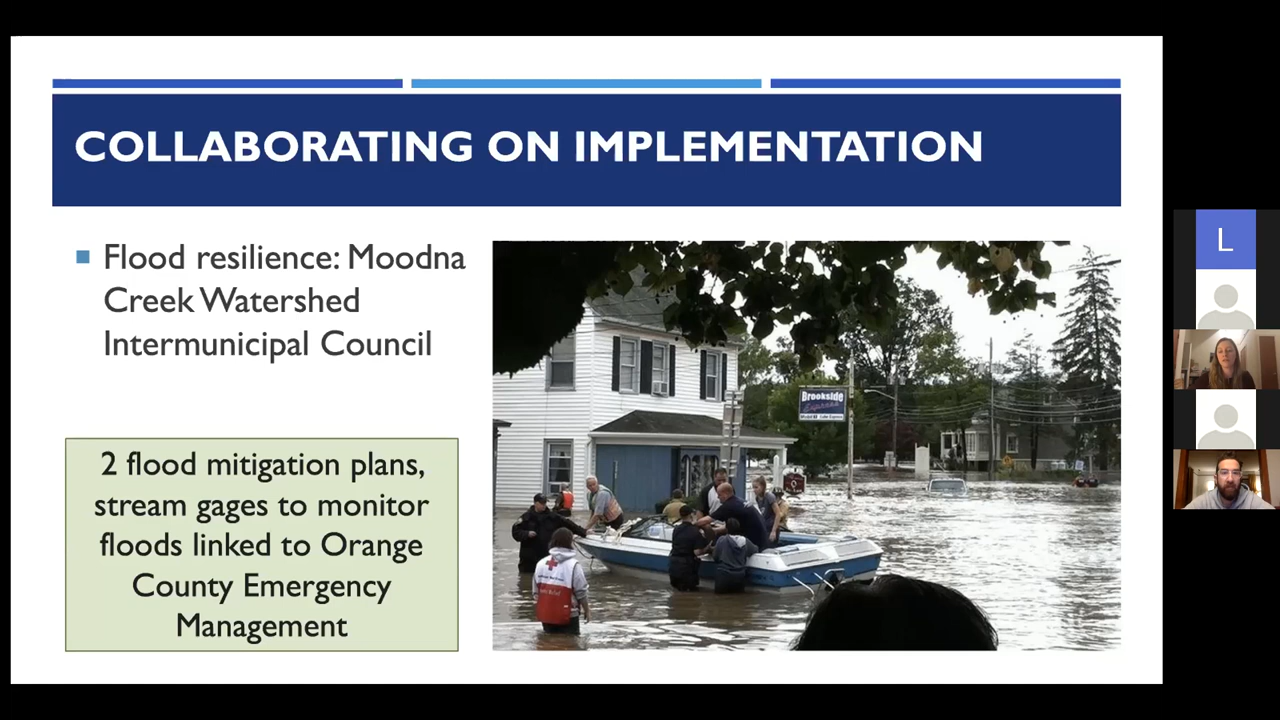 COLLABORATING ON IMPLEMENTATION
Flood resilience: Moodna
Creek Watershed
Intermunicipal Council
2 flood mitigation plans,
stream gages to monitor
floods linked to Orange
County Emergency
Management
Brookside
L